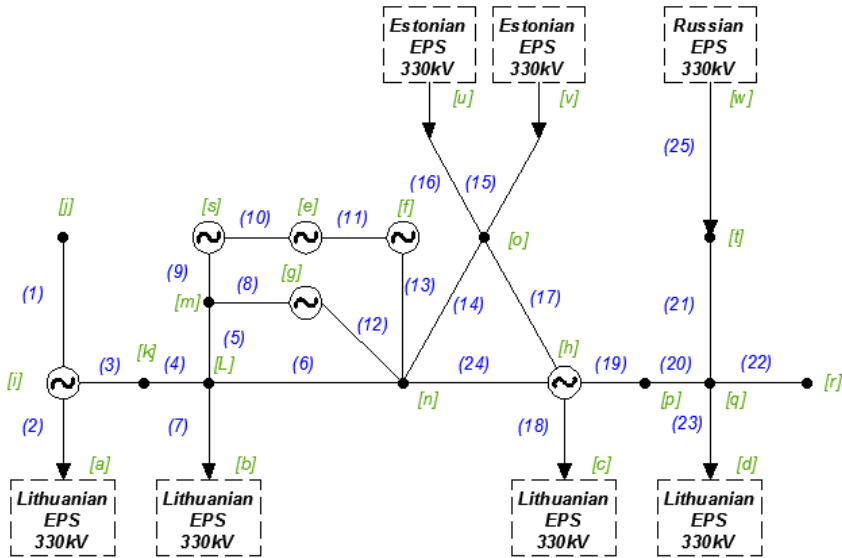 Estonian
EPS
330kV
Estonian
EPS
330kV
Russian
EPS
330kV
[u]
[v]
[w]
(25)
(16)
(15)
[j]
[s]
(10)
[e]
(11)
[f]
[o]
[t]
(1)
(9)
[g]
(8)
(13)
(14)
(17)
(21)
[m]
(12)
[k]
(5)
[h]
[i]
(3)
(4)
[L]
(6)
[n]
(24)
(19)
(20)
(22)
[p]
[q]
[r]
(2)
(7)
(18)
(23)
[a]
[b]
[c]
[d]
Lithuanian
EPS
330kV
Lithuanian
EPS
330kV
Lithuanian
EPS
330kV
Lithuanian
EPS
330kV